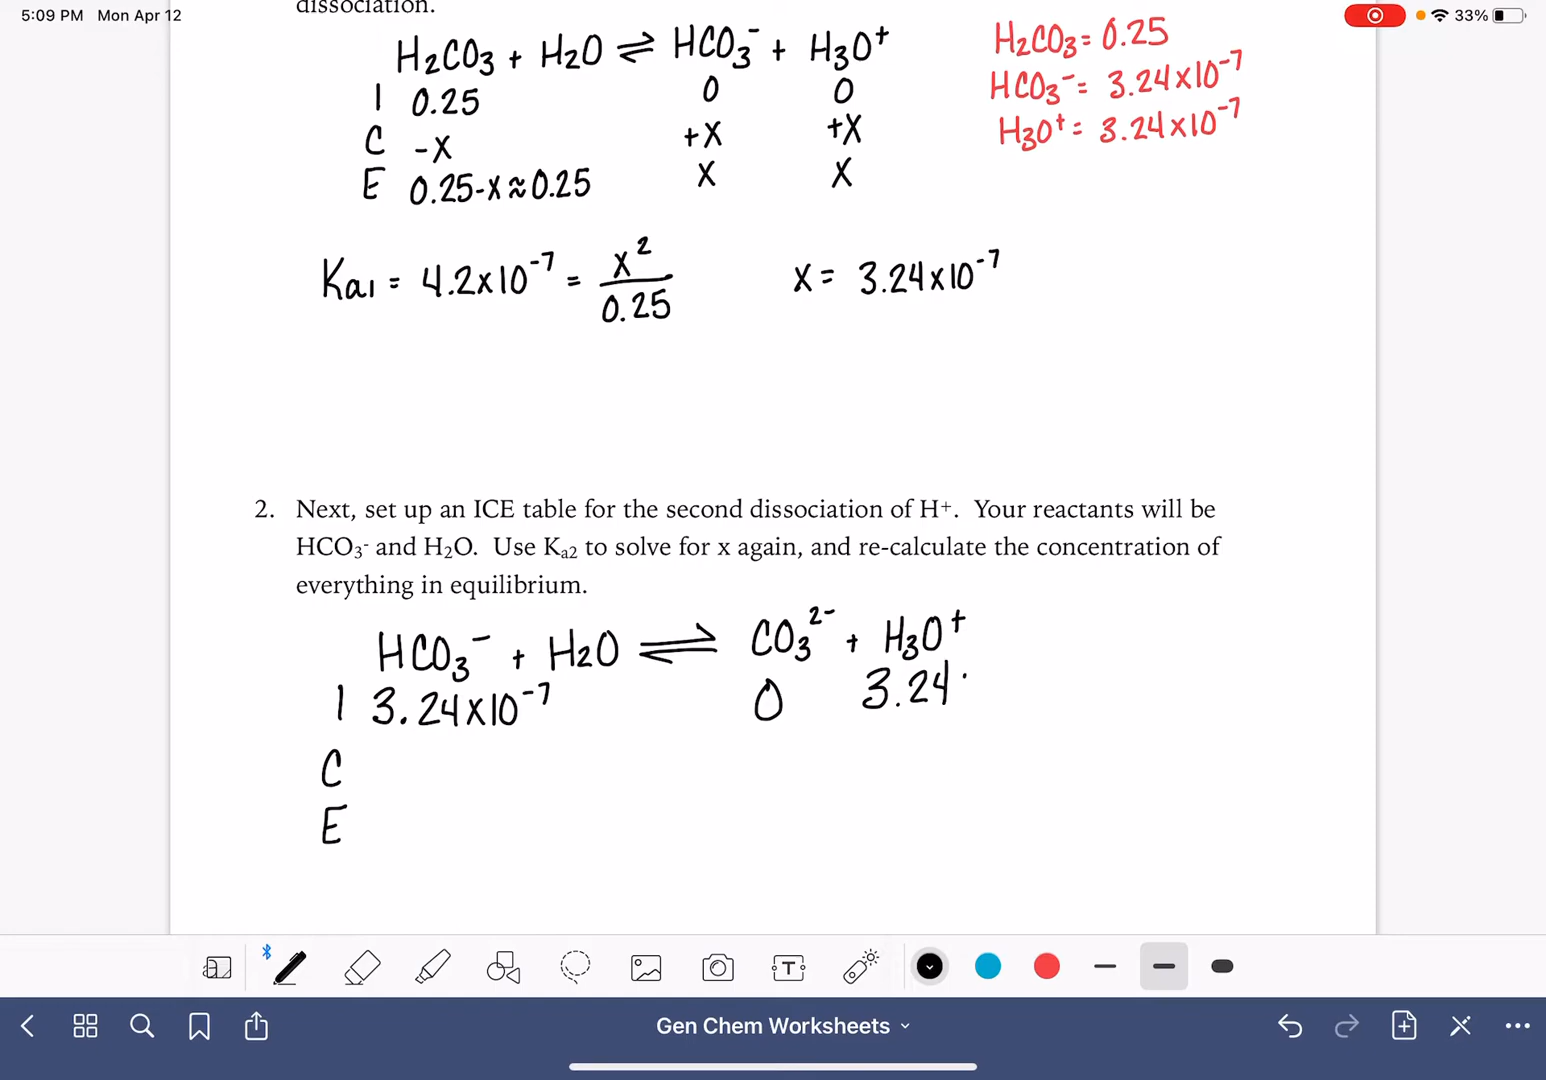 5:09 PM Mon Apr 12
33%
dissociation.
H₂CO₃ + H₂O ⇌ HCO₃⁻ + H₃O⁺
I 0.25 0 0
C -X +X +X
E 0.25-X≈0.25 X X
H₂CO₃ = 0.25
HCO₃⁻ = 3.24x10⁻⁷
H₃O⁺ = 3.24x10⁻⁷
Ka1 = 4.2x10⁻⁷ = x²/0.25 X = 3.24x10⁻⁷
2. Next, set up an ICE table for the second dissociation of H+. Your reactants will be
HCO₃- and H₂O. Use Kₐ₂ to solve for x again, and re-calculate the concentration of
everything in equilibrium.
HCO₃⁻ + H₂O ⇌ CO₃²⁻ + H₃O⁺
I 3.24x10⁻⁷ 0 3.24
C
E
Gen Chem Worksheets